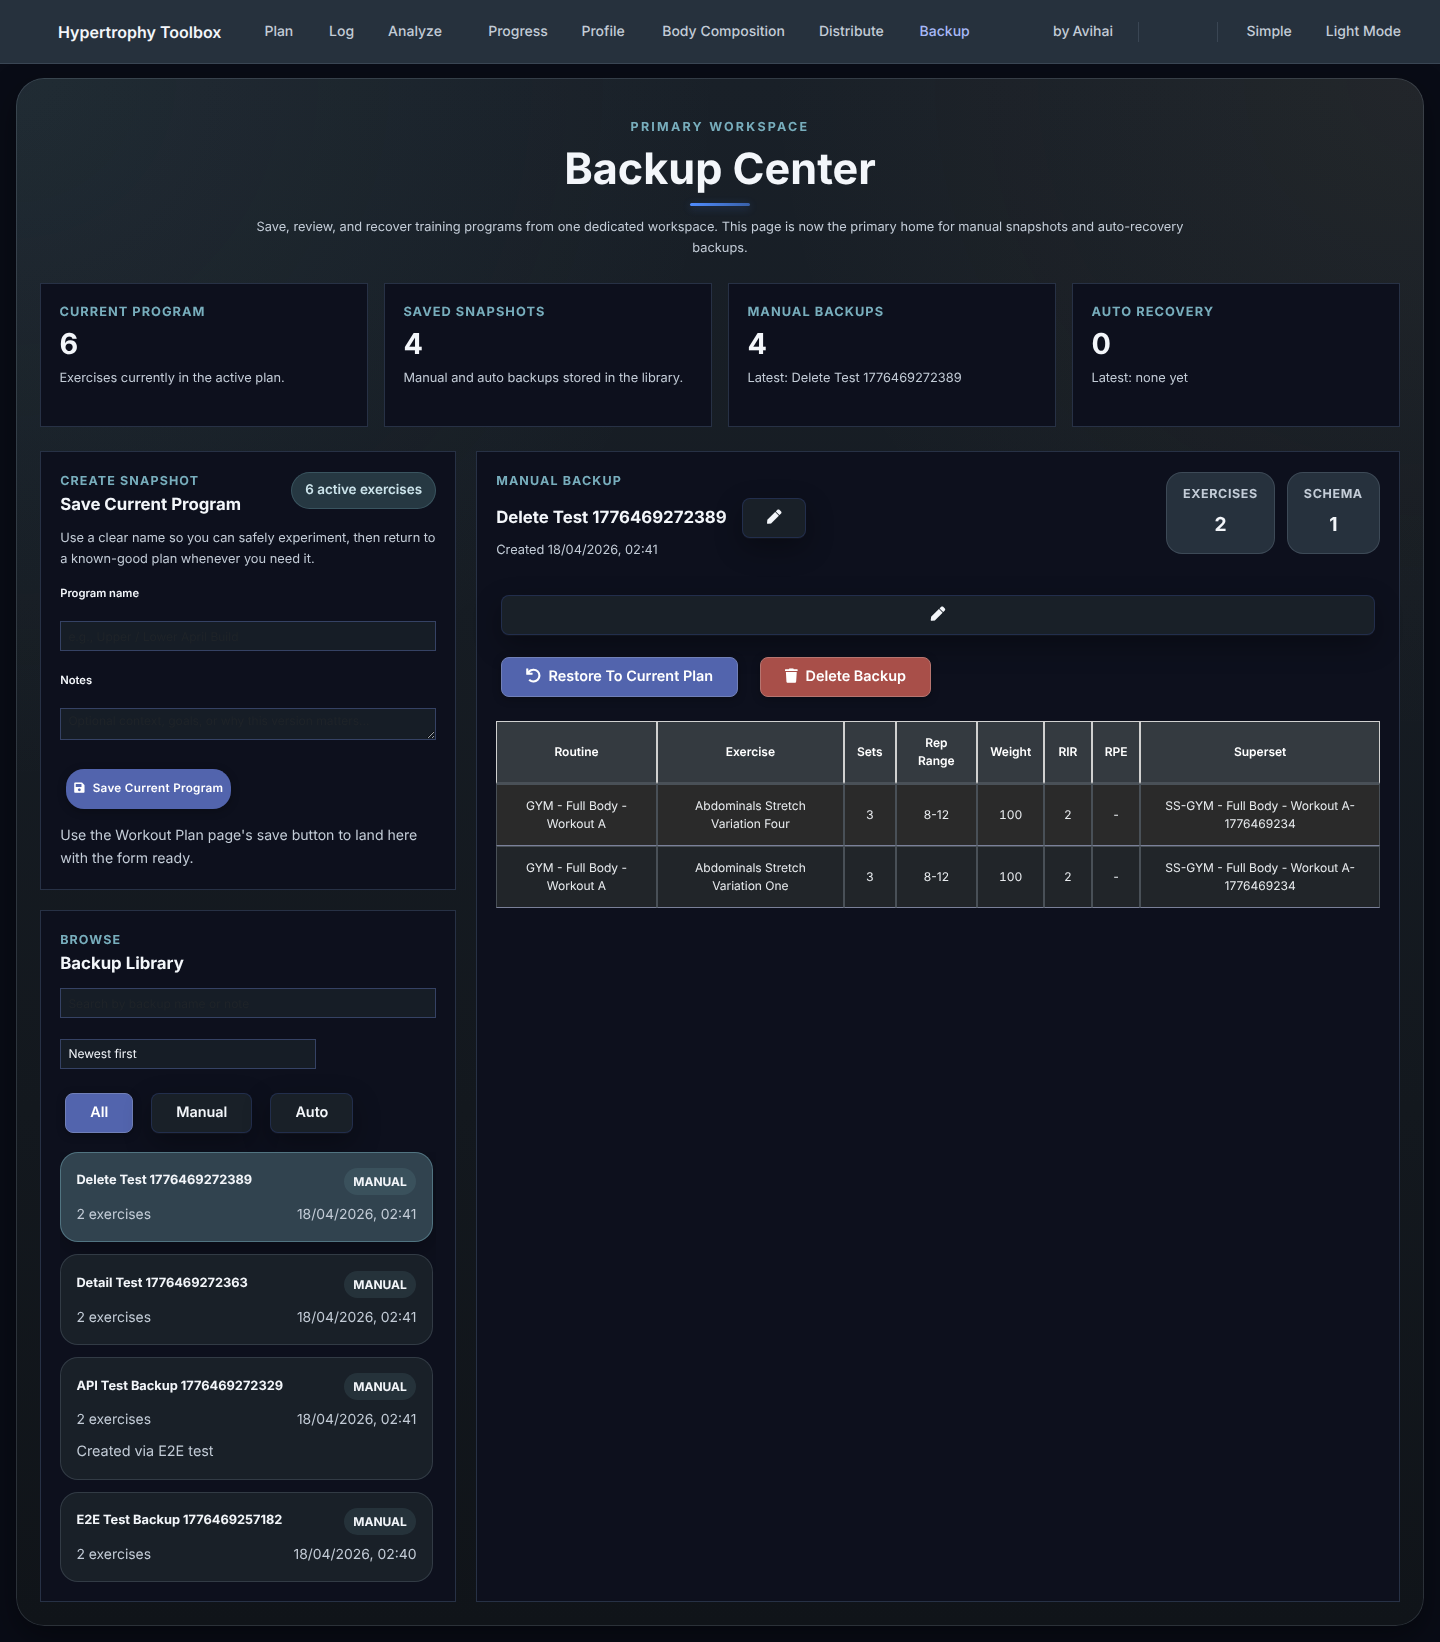 Hypertrophy Toolbox Plan Log Analyze Progress Profile Body Composition Distribute Backup by Avihai Simple Light Mode
PRIMARY WORKSPACE
Backup Center
Save, review, and recover training programs from one dedicated workspace. This page is now the primary home for manual snapshots and auto-recovery
backups.
CURRENT PROGRAM
6
Exercises currently in the active plan.
SAVED SNAPSHOTS
4
Manual and auto backups stored in the library.
MANUAL BACKUPS
4
Latest: Delete Test 1776469272389
AUTO RECOVERY
0
Latest: none yet
CREATE SNAPSHOT
Save Current Program
6 active exercises
Use a clear name so you can safely experiment, then return to
a known-good plan whenever you need it.
Program name
Notes
Save Current Program
Use the Workout Plan page's save button to land here
with the form ready.
BROWSE
Backup Library
Newest first
All Manual Auto
Delete Test 1776469272389 MANUAL
2 exercises 18/04/2026, 02:41
Detail Test 1776469272363 MANUAL
2 exercises 18/04/2026, 02:41
API Test Backup 1776469272329 MANUAL
2 exercises 18/04/2026, 02:41
Created via E2E test
E2E Test Backup 1776469257182 MANUAL
2 exercises 18/04/2026, 02:40
MANUAL BACKUP
Delete Test 1776469272389
Created 18/04/2026, 02:41
EXERCISES
2
SCHEMA
1
Restore To Current Plan Delete Backup
Routine Exercise Sets Rep Range Weight RIR RPE Superset
GYM - Full Body - Workout A Abdominals Stretch Variation Four 3 8-12 100 2 - SS-GYM - Full Body - Workout A-1776469234
GYM - Full Body - Workout A Abdominals Stretch Variation One 3 8-12 100 2 - SS-GYM - Full Body - Workout A-1776469234